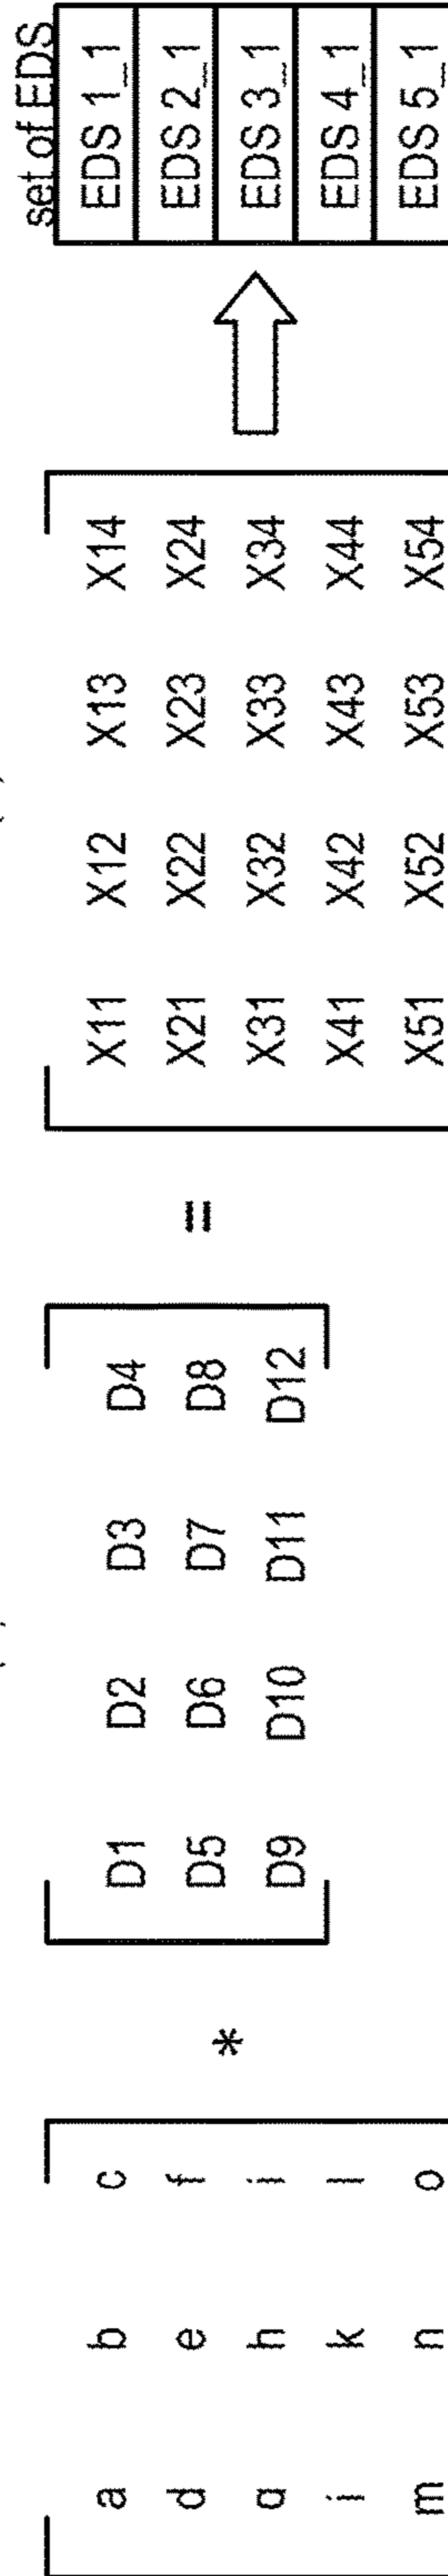 set of EDS
a b c * D1 D2 D3 D4 = X11 X12 X13 X14 EDS 1_1
d e f D5 D6 D7 D8 X21 X22 X23 X24 EDS 2_1
g h i D9 D10 D11 D12 X31 X32 X33 X34 EDS 3_1
j k l X41 X42 X43 X44 EDS 4_1
m n o X51 X52 X53 X54 EDS 5_1